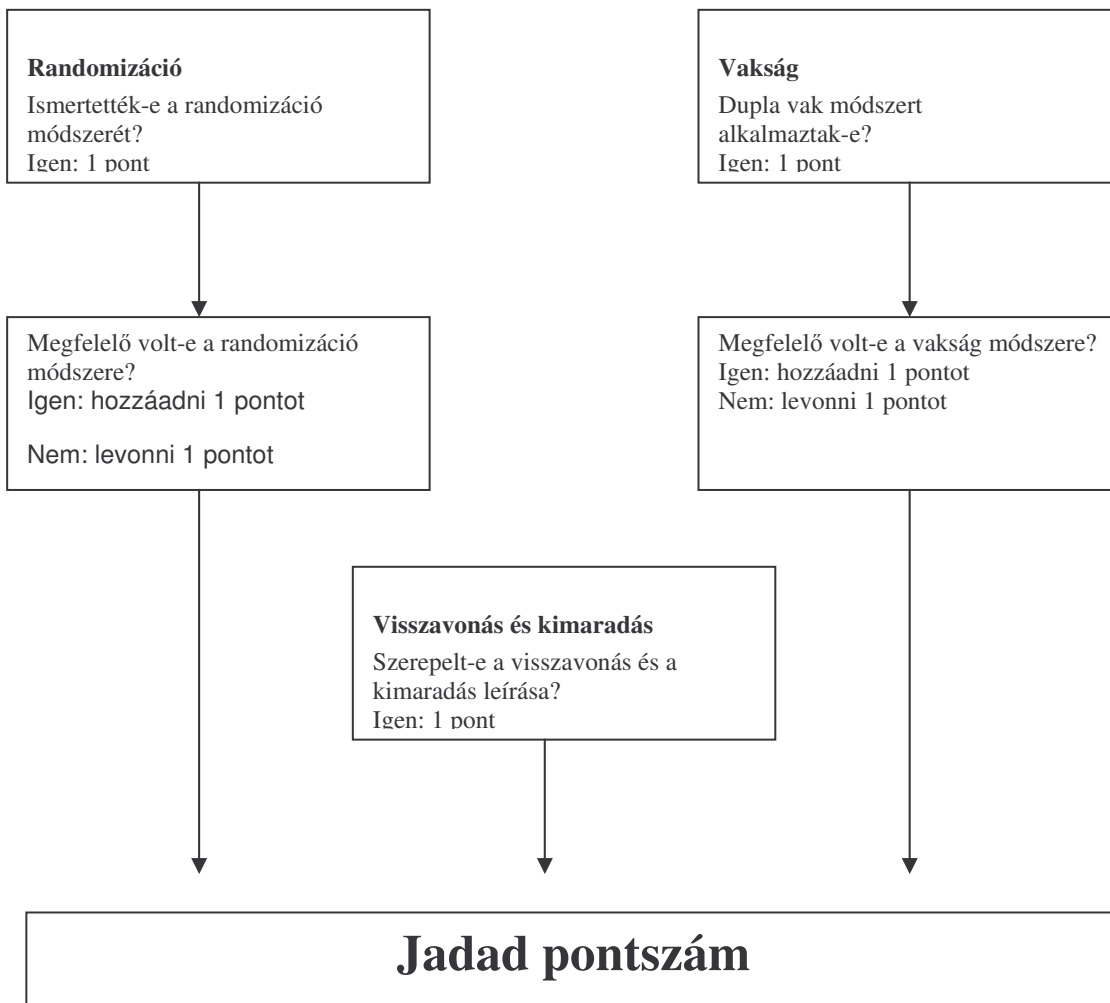 Randomizáció
Ismertették-e a randomizáció
módszerét?
Igen: 1 pont
Vakság
Dupla vak módszert
alkalmaztak-e?
Igen: 1 pont
Megfelelő volt-e a randomizáció
módszere?
Igen: hozzáadni 1 pontot
Nem: levonni 1 pontot
Megfelelő volt-e a vakság módszere?
Igen: hozzáadni 1 pontot
Nem: levonni 1 pontot
Visszavonás és kimaradás
Szerepelt-e a visszavonás és a
kimaradás leírása?
Igen: 1 pont
Jadad pontszám